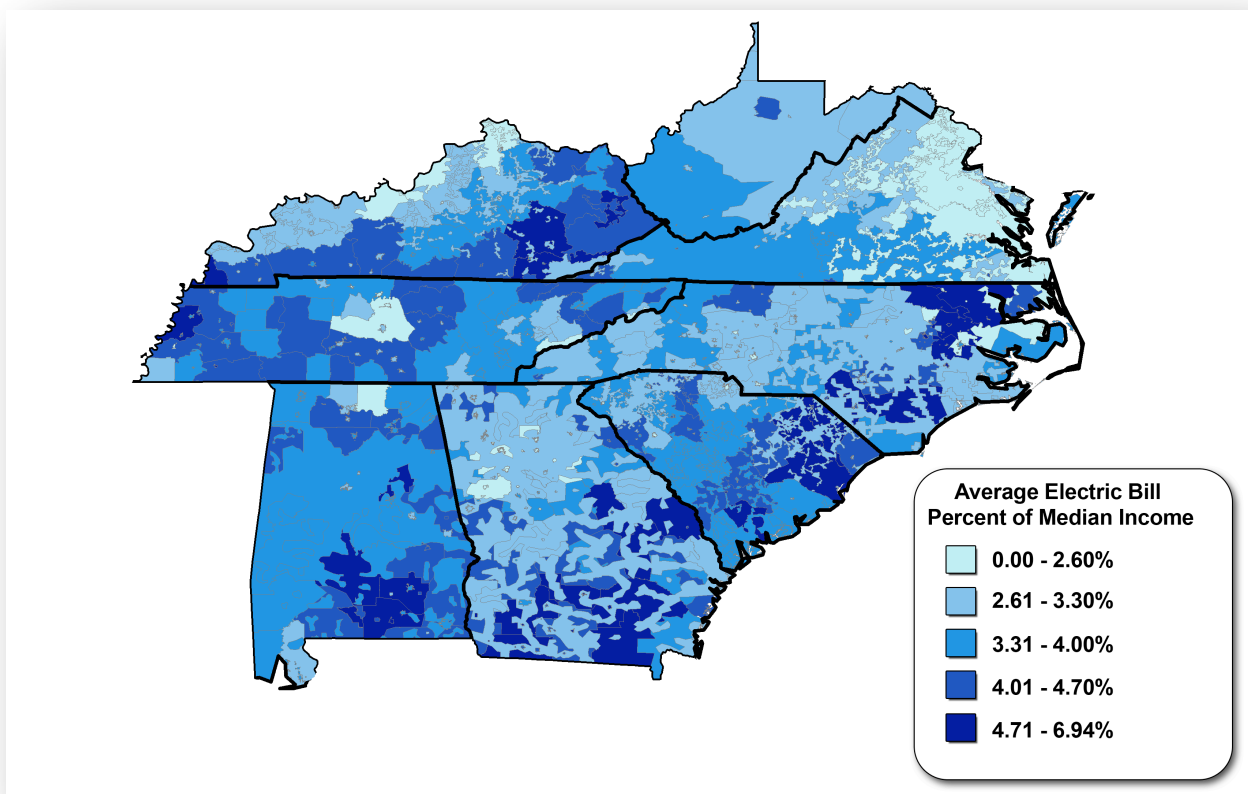 Average Electric Bill
Percent of Median Income
0.00 - 2.60%
2.61 - 3.30%
3.31 - 4.00%
4.01 - 4.70%
4.71 - 6.94%